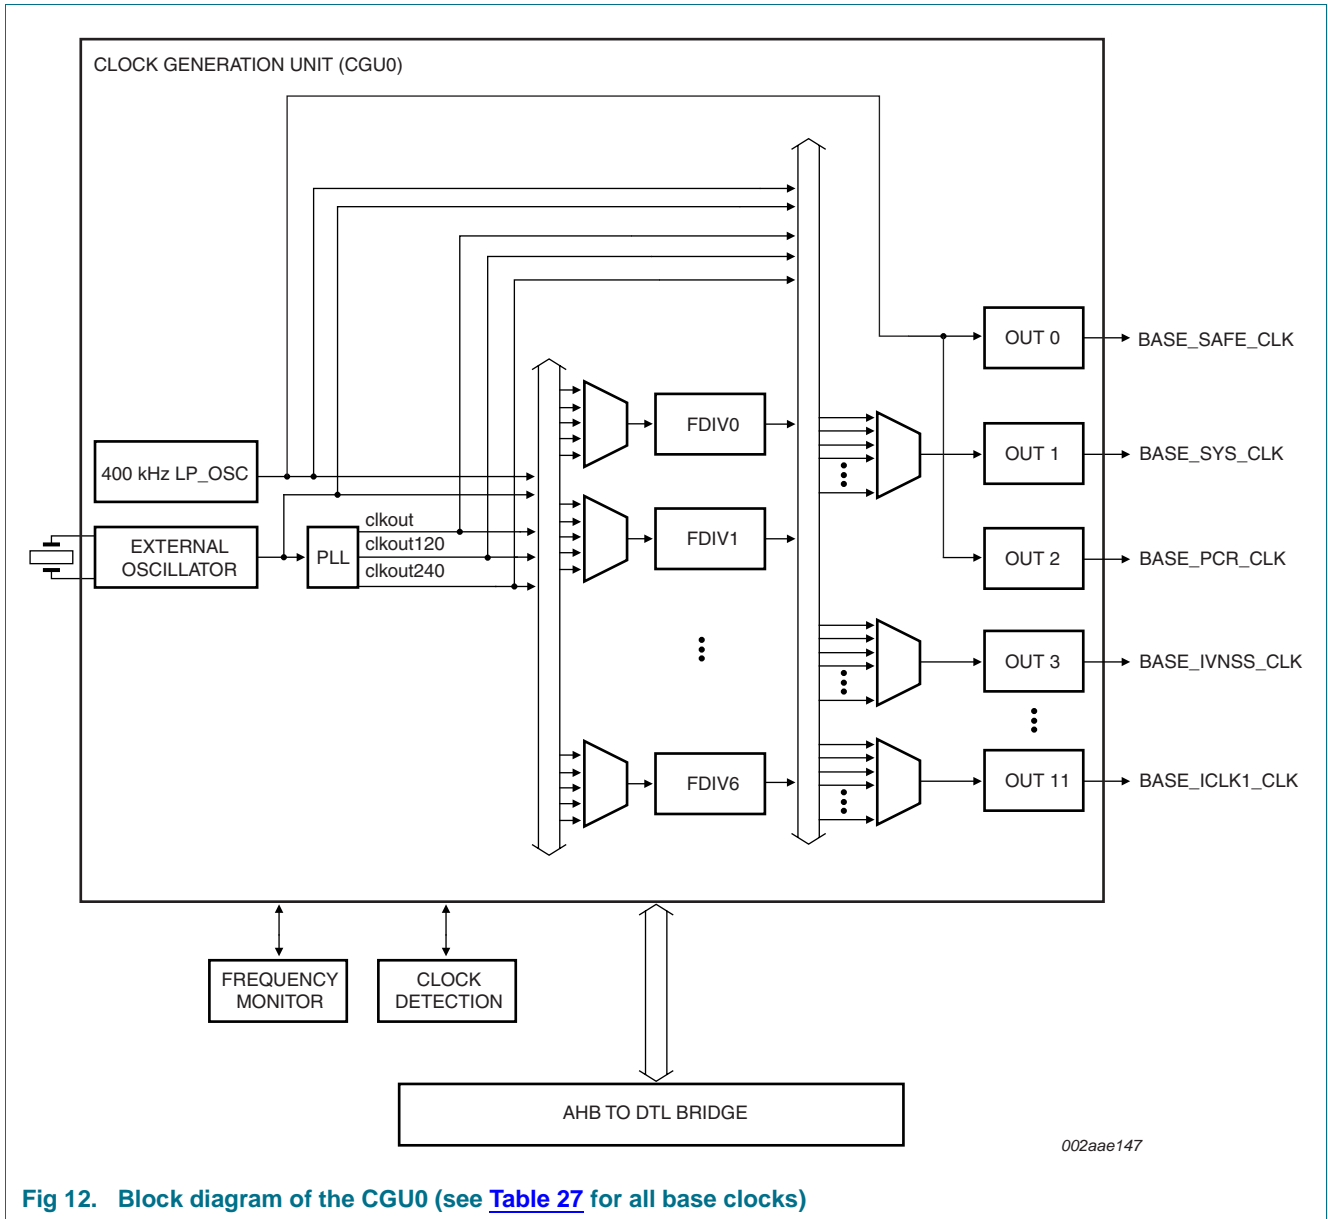 CLOCK GENERATION UNIT (CGU0)
OUT 0
BASE_SAFE_CLK
FDIV0
400 kHz LP_OSC
OUT 1
BASE_SYS_CLK
EXTERNAL
OSCILLATOR
PLL
clkout
clkout120
clkout240
FDIV1
OUT 2
BASE_PCR_CLK
OUT 3
BASE_IVNSS_CLK
FDIV6
OUT 11
BASE_ICLK1_CLK
FREQUENCY
MONITOR
CLOCK
DETECTION
AHB TO DTL BRIDGE
002aae147
Fig 12. Block diagram of the CGU0 (see Table 27 for all base clocks)